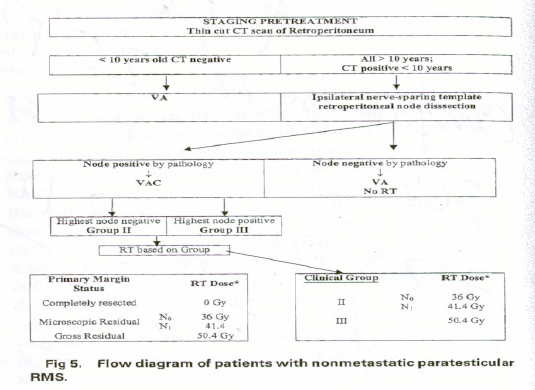 STAGING PRETREATMENT
Thin cut CT scan of Retroperitoneum
< 10 years old CT negative
All > 10 years;
CT positive < 10 years
VA
Ipsilateral nerve-sparing template
retroperitoneal node disssection
Node positive by pathology
↓
VAC
Node negative by pathology
↓
VA
No RT
Highest node negative
Group II
Highest node positive
Group III
RT based on Group
Primary Margin
Status
RT Dose*
Completely resected 0 Gy
Microscopic Residual N₀ 36 Gy
N₁ 41.4
Gross Residual 50.4 Gy
Clinical Group RT Dose*
II N₀ 36 Gy
N₁ 41.4 Gy
III 50.4 Gy
Fig 5. Flow diagram of patients with nonmetastatic paratesticular
RMS.